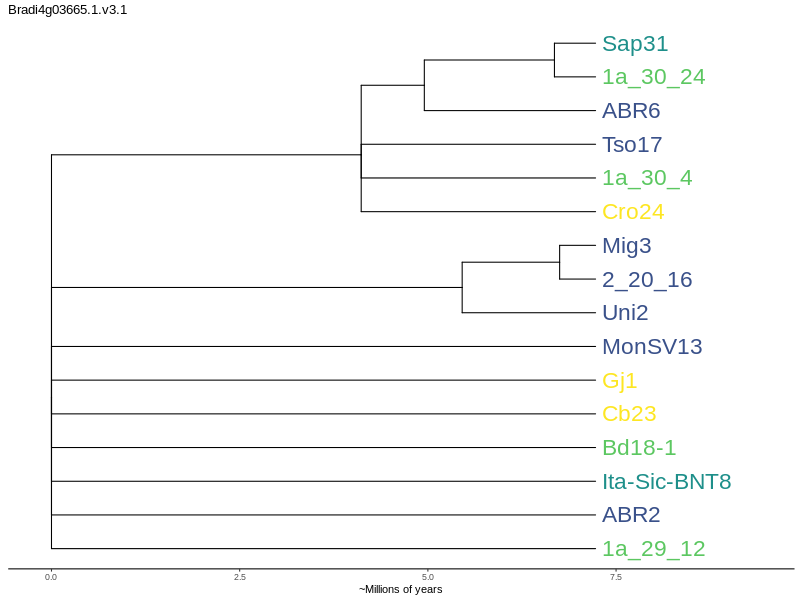 Bradi4g03665.1.v3.1
Sap31
1a_30_24
ABR6
Tso17
1a_30_4
Cro24
Mig3
2_20_16
Uni2
MonSV13
Gj1
Cb23
Bd18-1
Ita-Sic-BNT8
ABR2
1a_29_12
0.0 2.5 5.0 7.5
~Millions of years